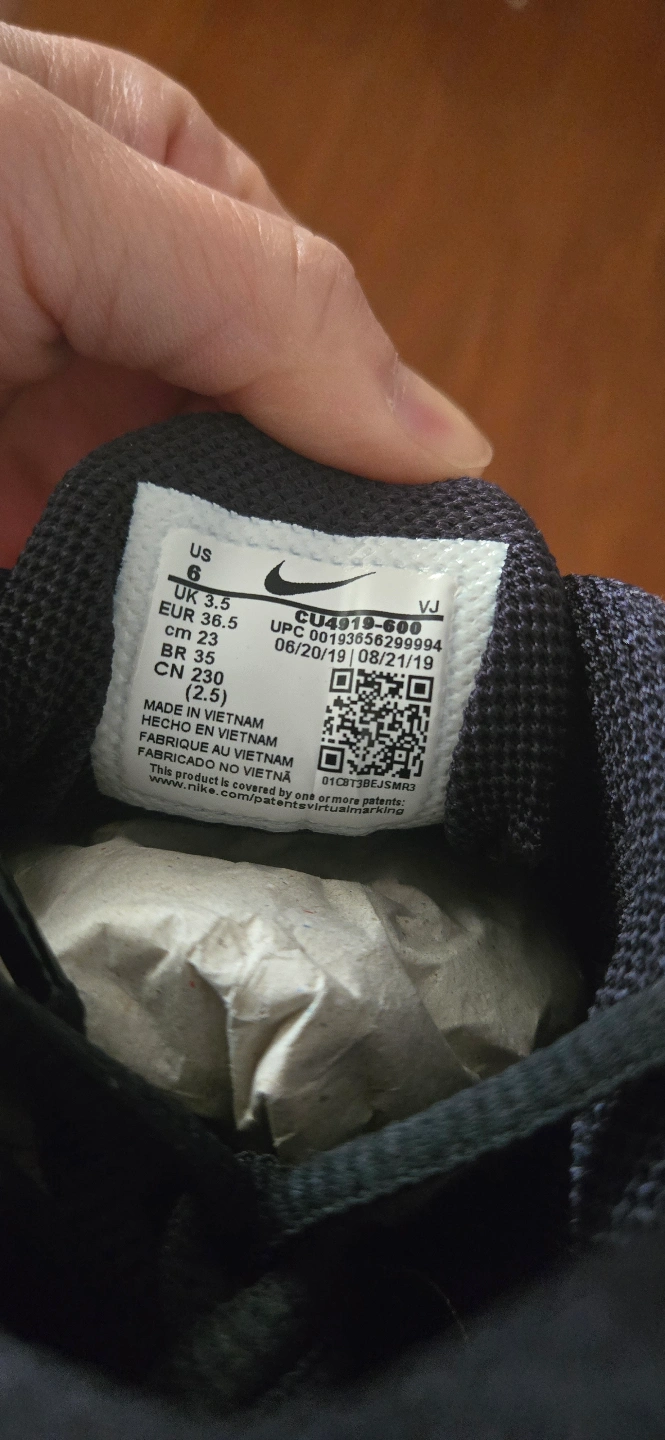 US
6
VJ
UK 3.5
EUR 36.5
cm 23
BR 35
CN 230
(2.5)
CU4919-600
UPC 00193656299994
06/20/19 | 08/21/19
MADE IN VIETNAM
HECHO EN VIETNAM
FABRIQUE AU VIETNAM
FABRICADO NO VIETNÃ
01C8T3BEJSMR3
This product is covered by one or more patents:
www.nike.com/patentsvirtualmarking